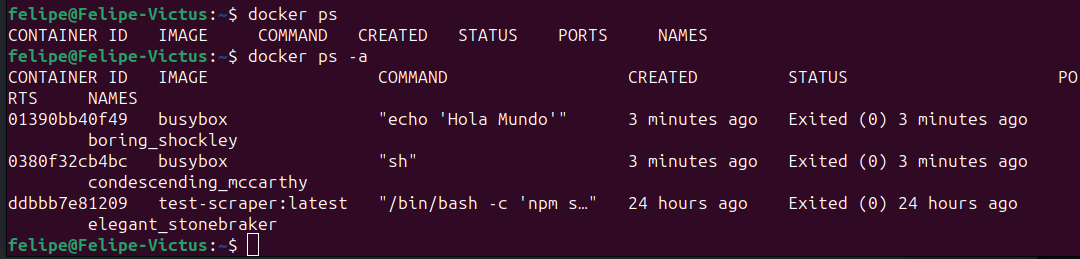 felipe@Felipe-Victus:~$ docker ps
CONTAINER ID   IMAGE     COMMAND   CREATED   STATUS    PORTS     NAMES
felipe@Felipe-Victus:~$ docker ps -a
CONTAINER ID   IMAGE                 COMMAND                  CREATED         STATUS                     PO
RTS     NAMES
01390bb40f49   busybox               "echo 'Hola Mundo'"      3 minutes ago   Exited (0) 3 minutes ago
        boring_shockley
0380f32cb4bc   busybox               "sh"                     3 minutes ago   Exited (0) 3 minutes ago
        condescending_mccarthy
ddbbb7e81209   test-scraper:latest   "/bin/bash -c 'npm s…"   24 hours ago    Exited (0) 24 hours ago
        elegant_stonebraker
felipe@Felipe-Victus:~$